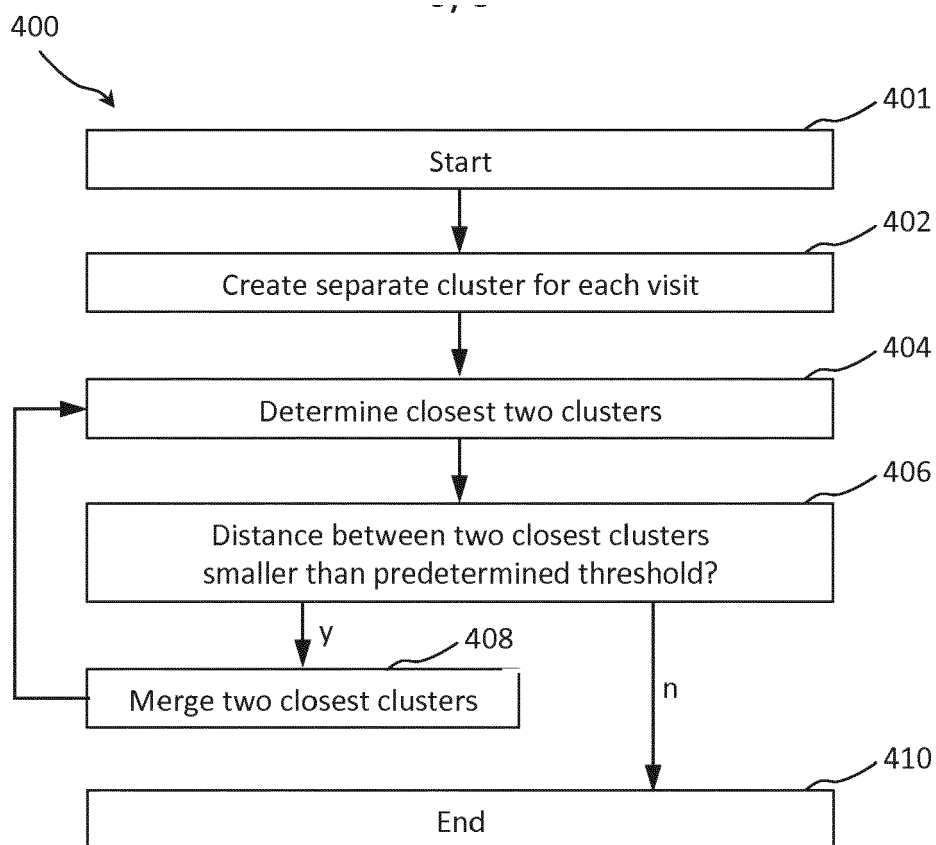 400
401
Start
402
Create separate cluster for each visit
404
Determine closest two clusters
406
Distance between two closest clusters
smaller than predetermined threshold?
y
408
Merge two closest clusters
n
410
End